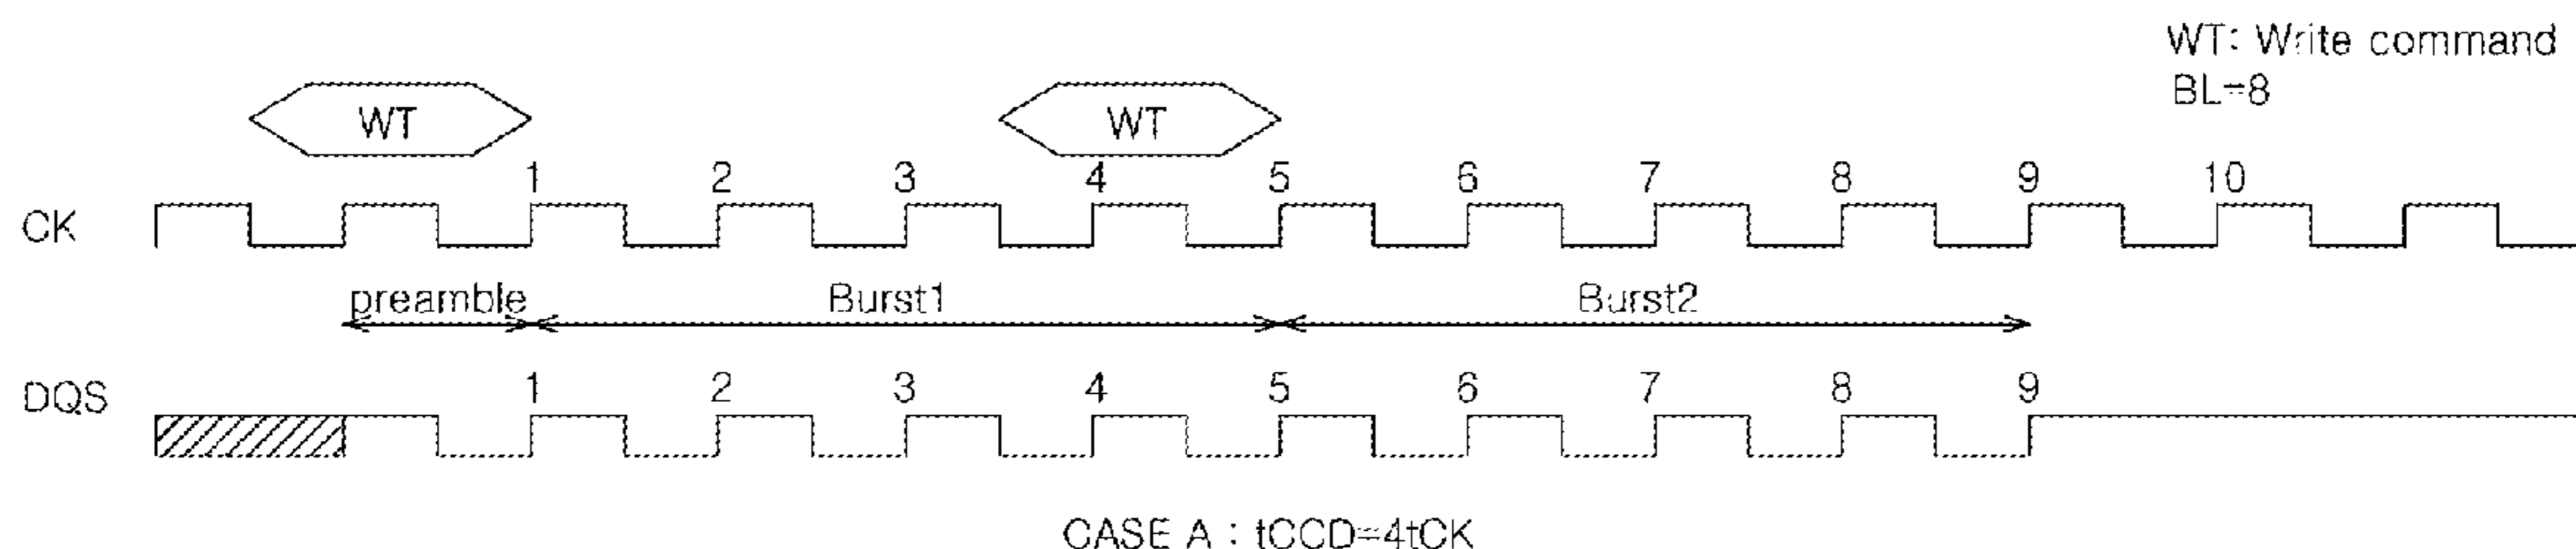 WT: Write command
BL=8
WT WT
1 2 3 4 5 6 7 8 9 10
CK
preamble Burst1 Burst2
1 2 3 4 5 6 7 8 9
DQS
CASE A : tCCD=4tCK